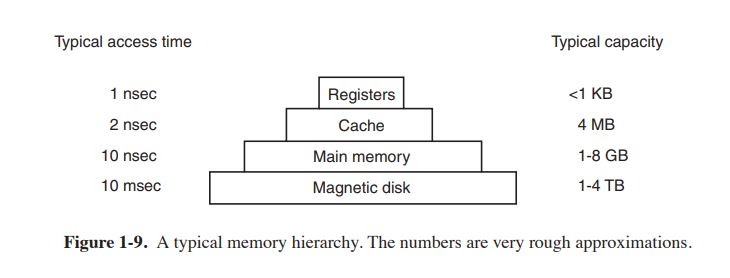 Typical access time Typical capacity
1 nsec Registers <1 KB
2 nsec Cache 4 MB
10 nsec Main memory 1-8 GB
10 msec Magnetic disk 1-4 TB
Figure 1-9. A typical memory hierarchy. The numbers are very rough approximations.